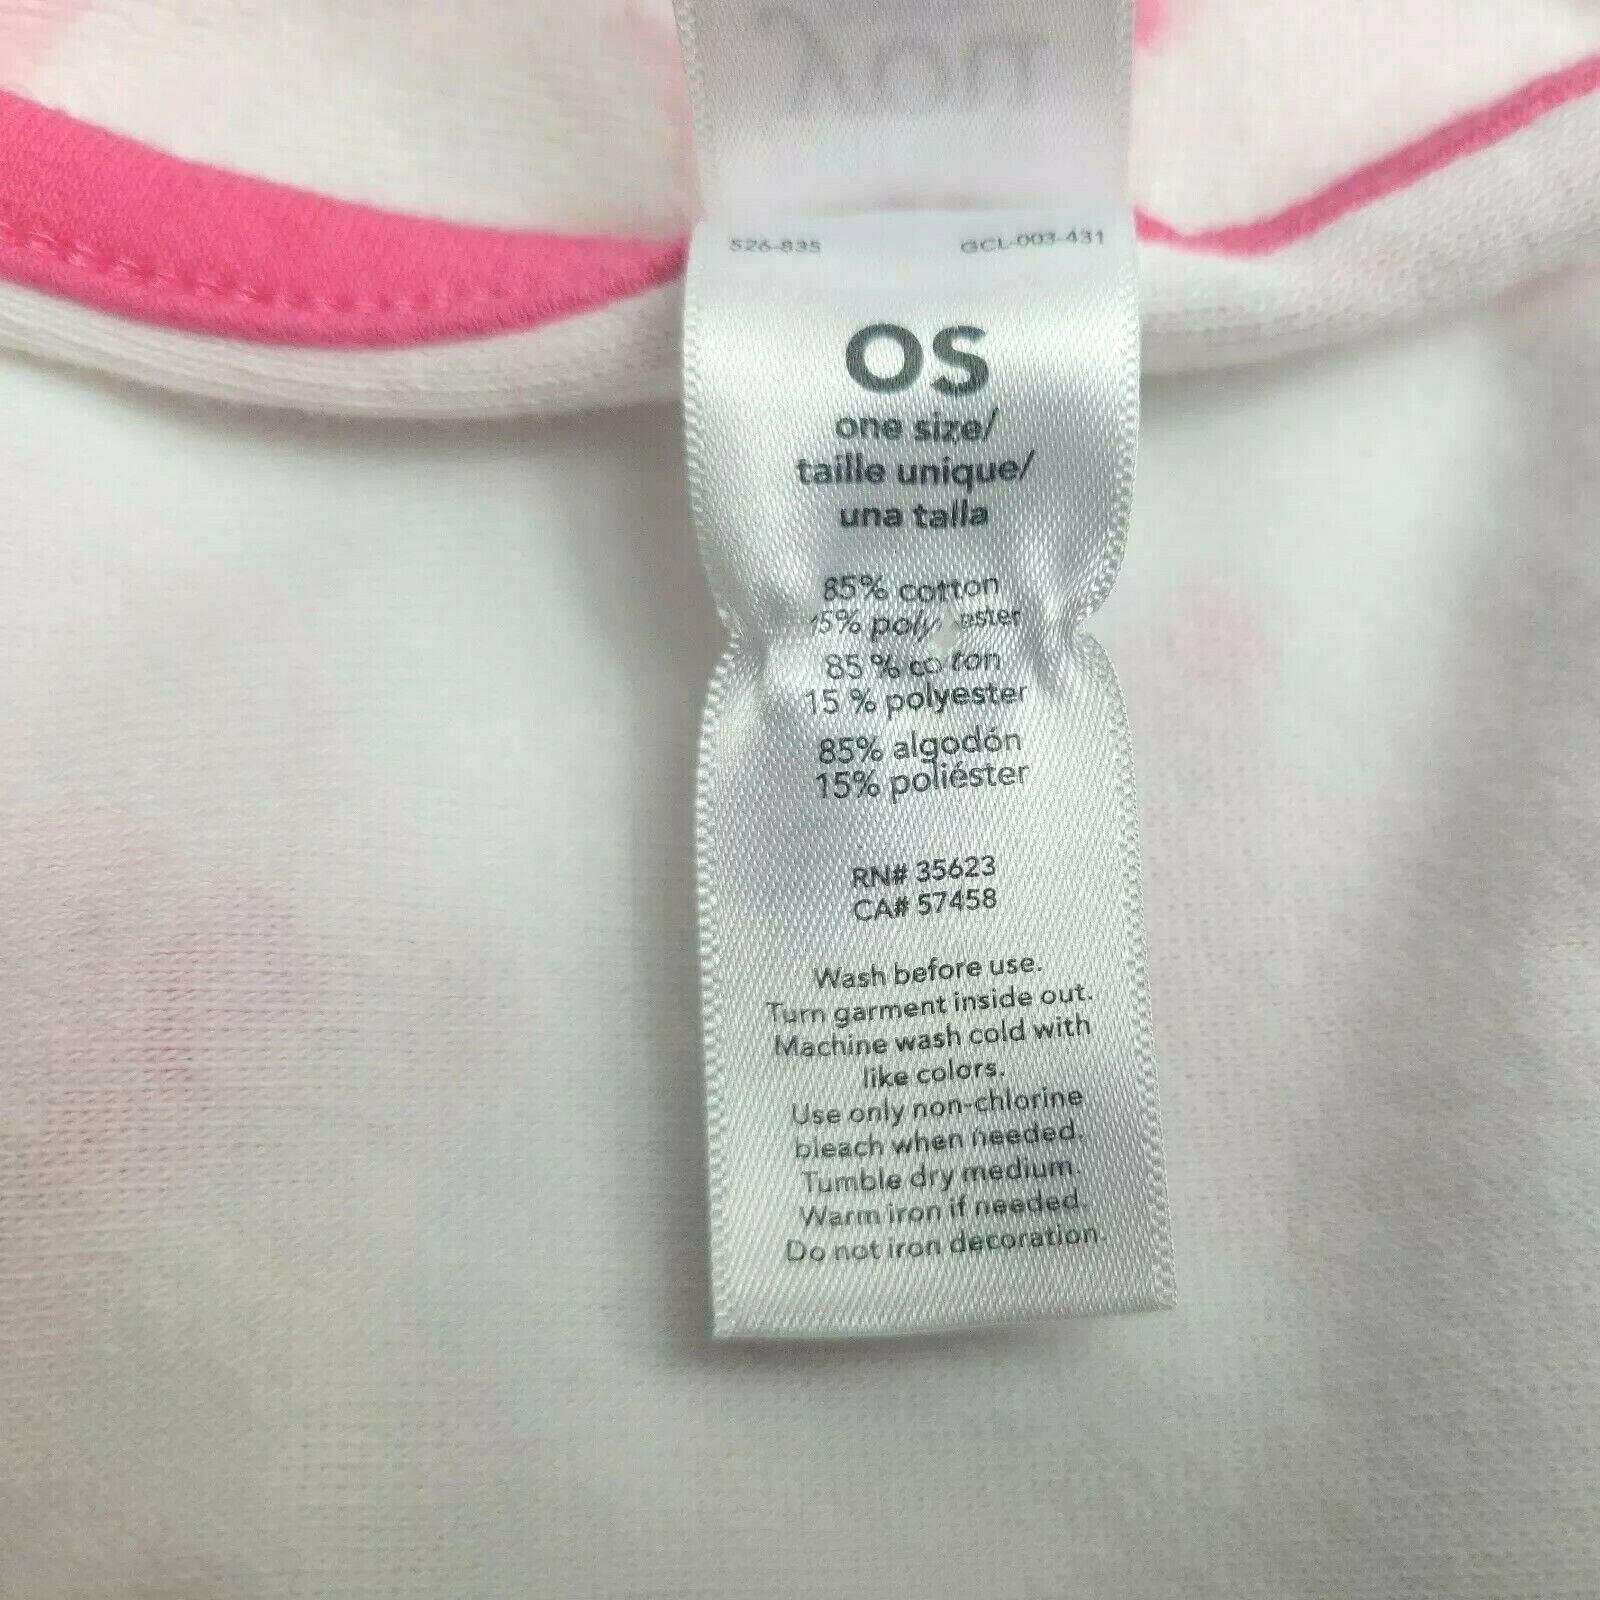 526-835 GCL-003-431
OS
one size/
taille unique/
una talla
85% cotton
15% polyester
85 % coton
15 % polyester
85% algodón
15% poliéster
RN# 35623
CA# 57458
Wash before use.
Turn garment inside out.
Machine wash cold with
like colors.
Use only non-chlorine
bleach when needed.
Tumble dry medium.
Warm iron if needed.
Do not iron decoration.